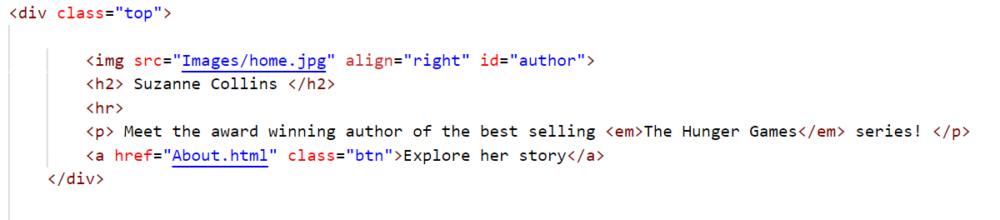 <div class="top">
<img src="Images/home.jpg" align="right" id="author">
<h2> Suzanne Collins </h2>
<hr>
<p> Meet the award winning author of the best selling <em>The Hunger Games</em> series! </p>
<a href="About.html" class="btn">Explore her story</a>
</div>